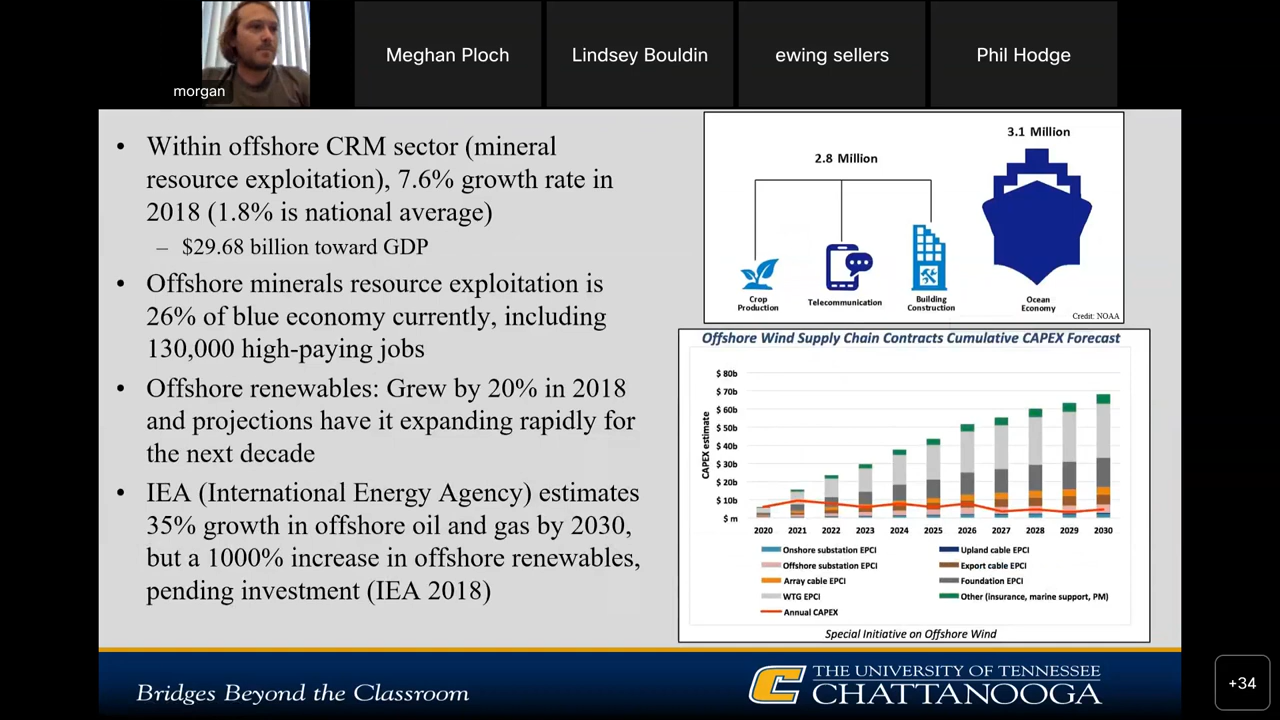 morgan
Meghan Ploch
Lindsey Bouldin
ewing sellers
Phil Hodge
• Within offshore CRM sector (mineral
resource exploitation), 7.6% growth rate in
2018 (1.8% is national average)
– $29.68 billion toward GDP
• Offshore minerals resource exploitation is
26% of blue economy currently, including
130,000 high-paying jobs
• Offshore renewables: Grew by 20% in 2018
and projections have it expanding rapidly for
the next decade
• IEA (International Energy Agency) estimates
35% growth in offshore oil and gas by 2030,
but a 1000% increase in offshore renewables,
pending investment (IEA 2018)
3.1 Million
2.8 Million
Crop
Production
Telecommunication
Building
Construction
Ocean
Economy
Credit: NOAA
Offshore Wind Supply Chain Contracts Cumulative CAPEX Forecast
CAPEX estimate
$ 80b
$ 70b
$ 60b
$ 50b
$ 40b
$ 30b
$ 20b
$ 10b
$ m
2020 2021 2022 2023 2024 2025 2026 2027 2028 2029 2030
Onshore substation EPCI
Upland cable EPCI
Offshore substation EPCI
Export cable EPCI
Array cable EPCI
Foundation EPCI
WTG EPCI
Other (insurance, marine support, PM)
Annual CAPEX
Special Initiative on Offshore Wind
Bridges Beyond the Classroom
THE UNIVERSITY OF TENNESSEE
CHATTANOOGA
+34